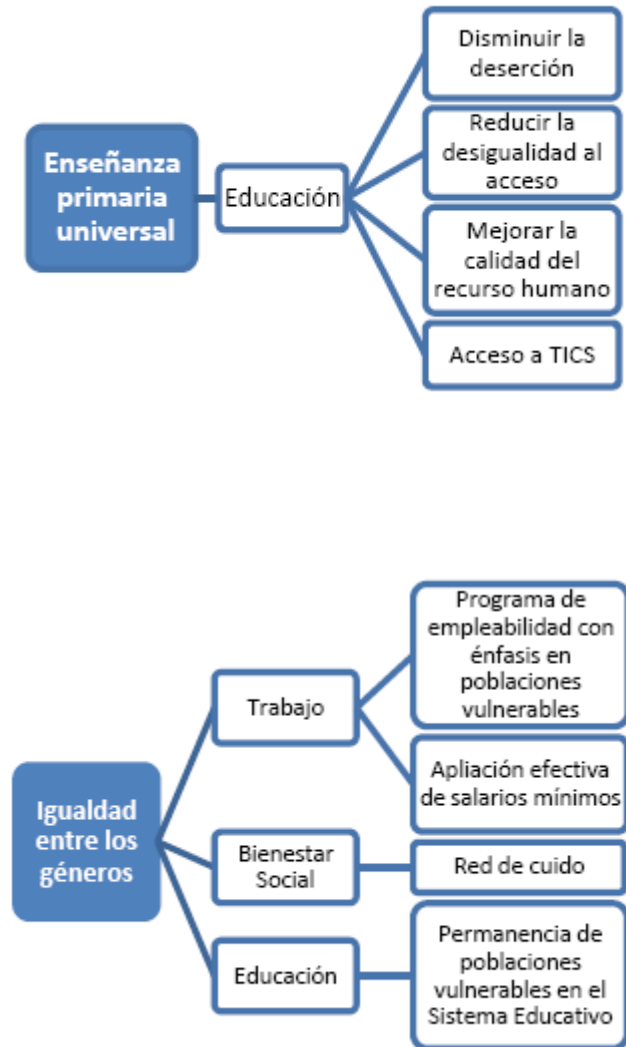 Enseñanza
primaria
universal
Educación
Disminuir la
deserción
Reducir la
desigualdad al
acceso
Mejorar la
calidad del
recurso humano
Acceso a TICS
Igualdad
entre los
géneros
Trabajo
Programa de
empleabilidad con
énfasis en
poblaciones
vulnerables
Apliación efectiva
de salarios mínimos
Bienestar
Social
Red de cuido
Educación
Permanencia de
poblaciones
vulnerables en el
Sistema Educativo